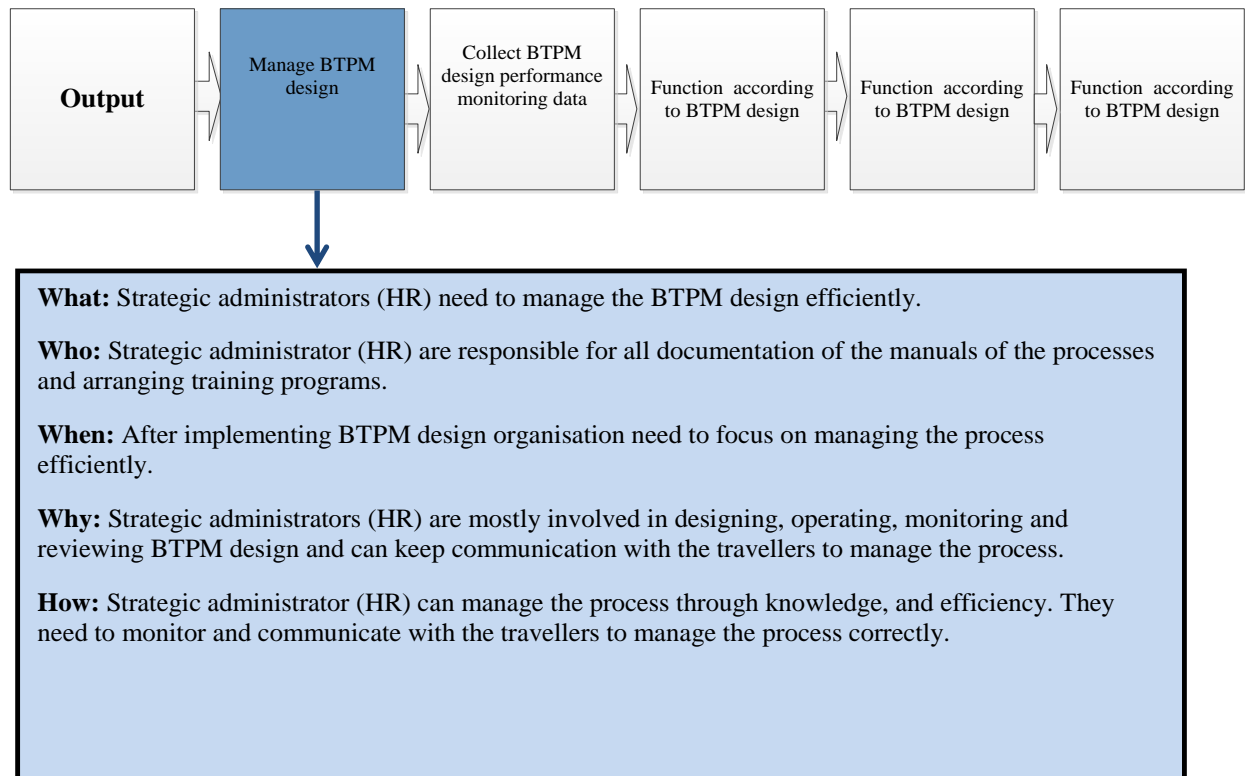 Output
Manage BTPM
design
Collect BTPM
design performance
monitoring data
Function according
to BTPM design
Function according
to BTPM design
Function according
to BTPM design
What: Strategic administrators (HR) need to manage the BTPM design efficiently.
Who: Strategic administrator (HR) are responsible for all documentation of the manuals of the processes
and arranging training programs.
When: After implementing BTPM design organisation need to focus on managing the process
efficiently.
Why: Strategic administrators (HR) are mostly involved in designing, operating, monitoring and
reviewing BTPM design and can keep communication with the travellers to manage the process.
How: Strategic administrator (HR) can manage the process through knowledge, and efficiency. They
need to monitor and communicate with the travellers to manage the process correctly.